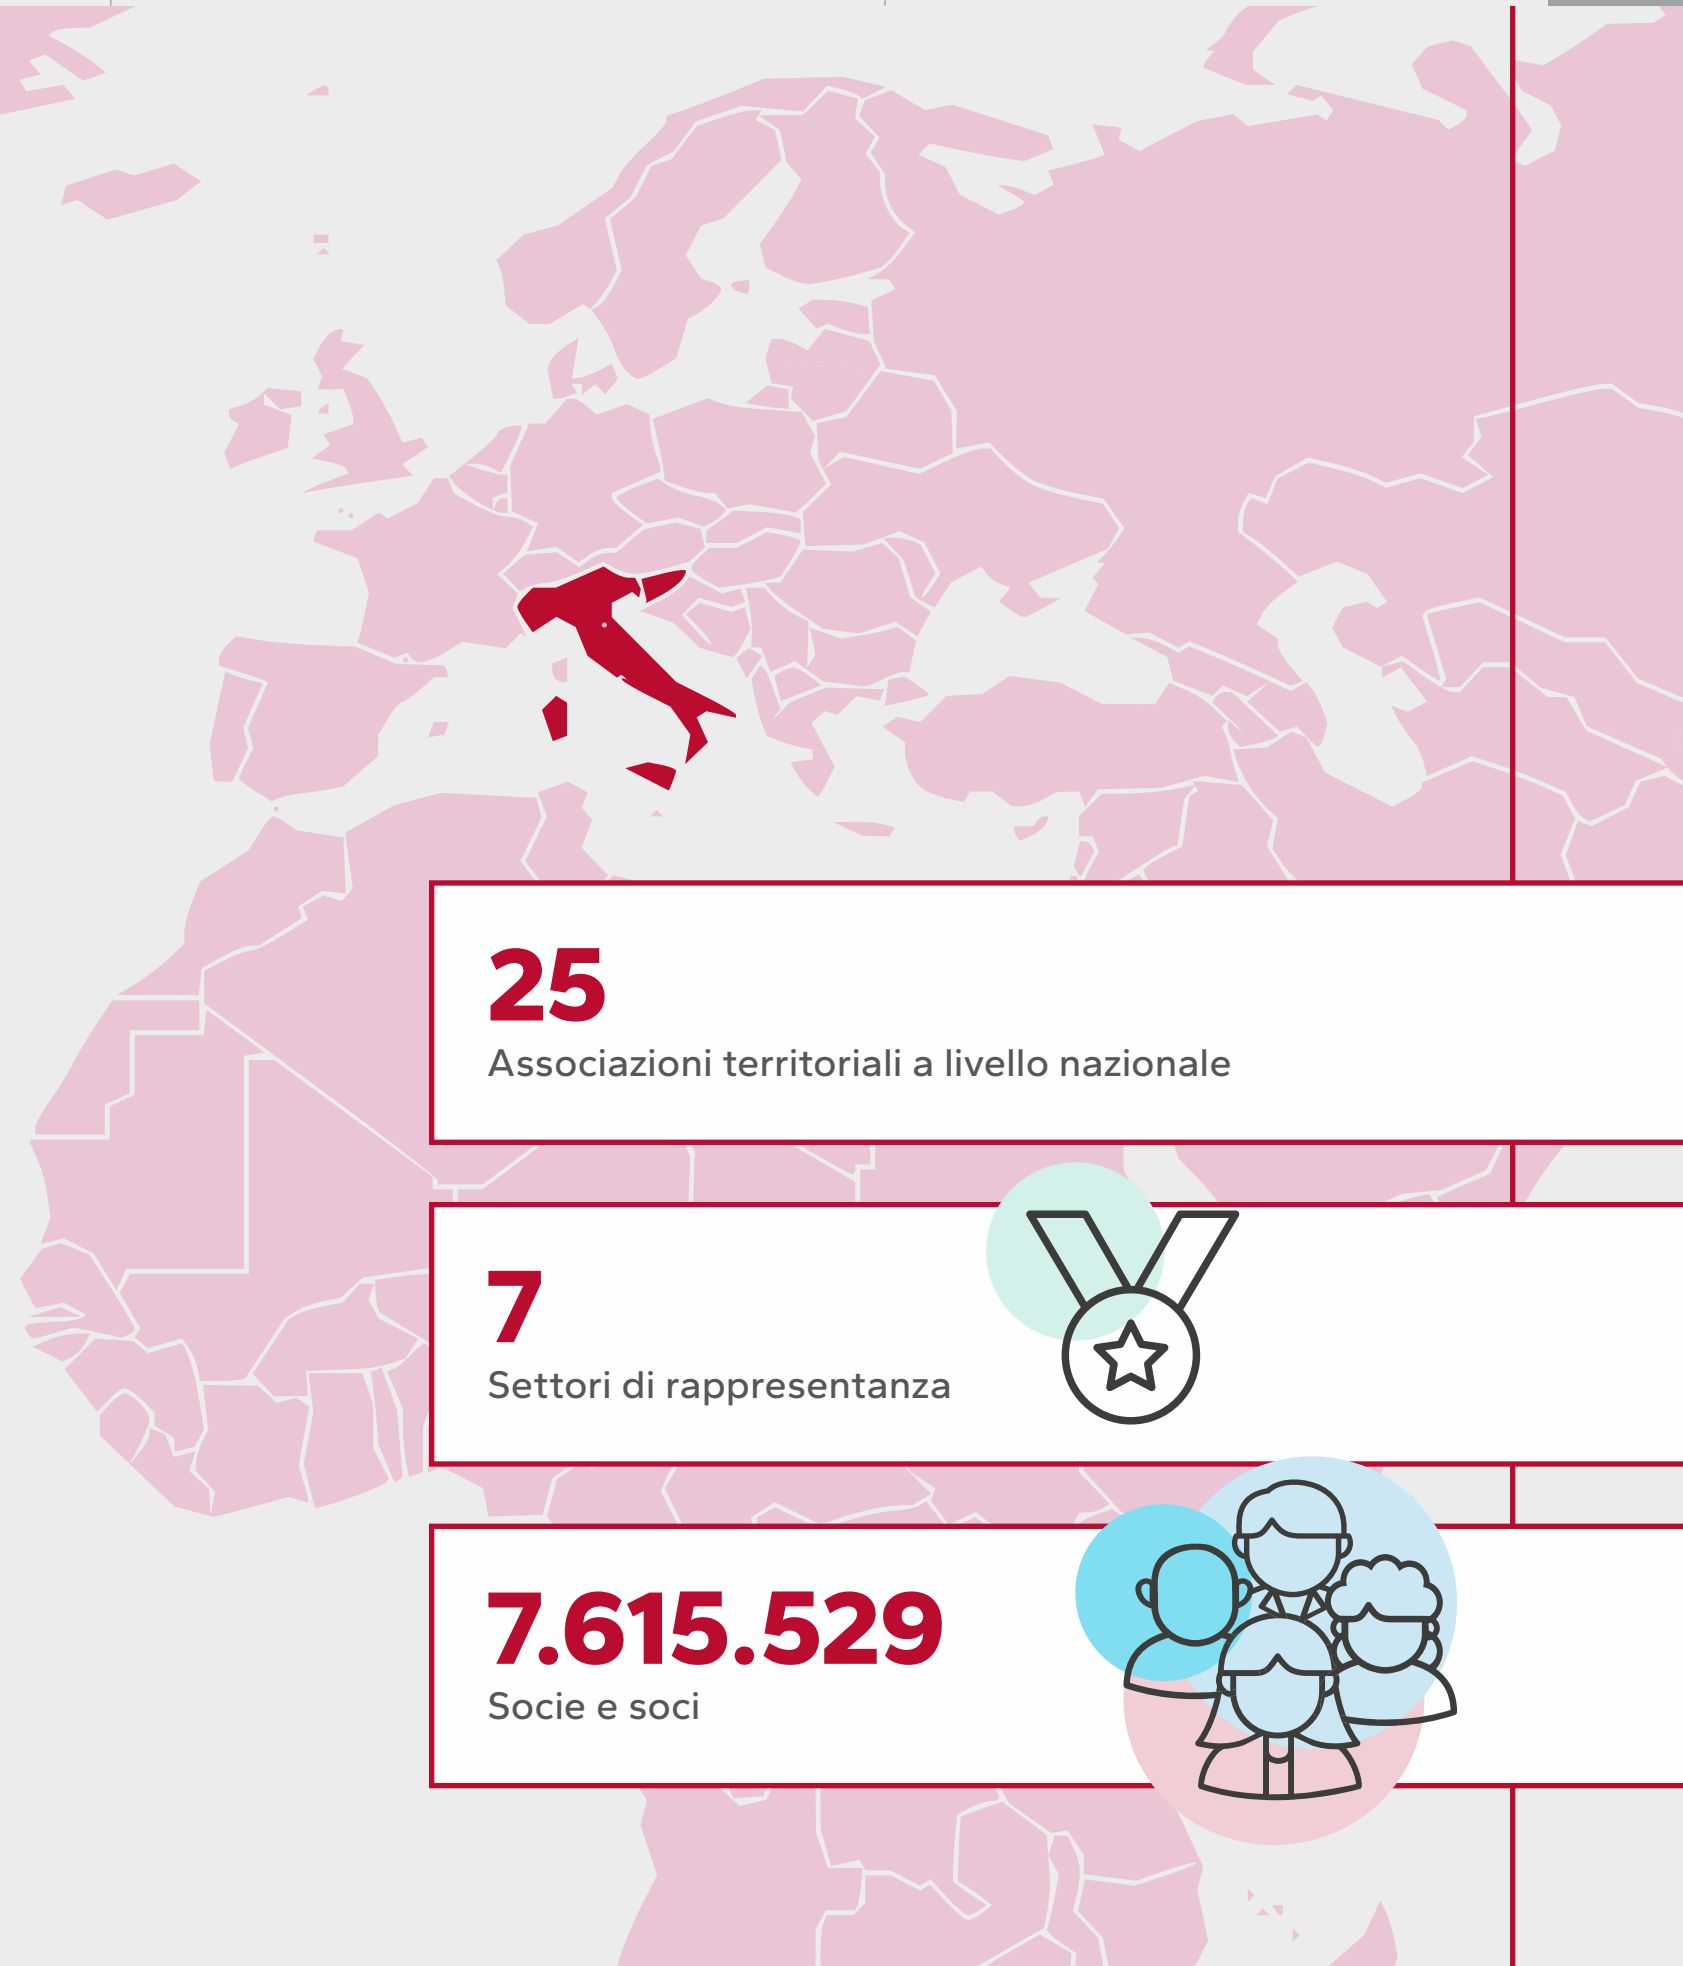 25
Associazioni territoriali a livello nazionale
7
Settori di rappresentanza
7.615.529
Socie e soci